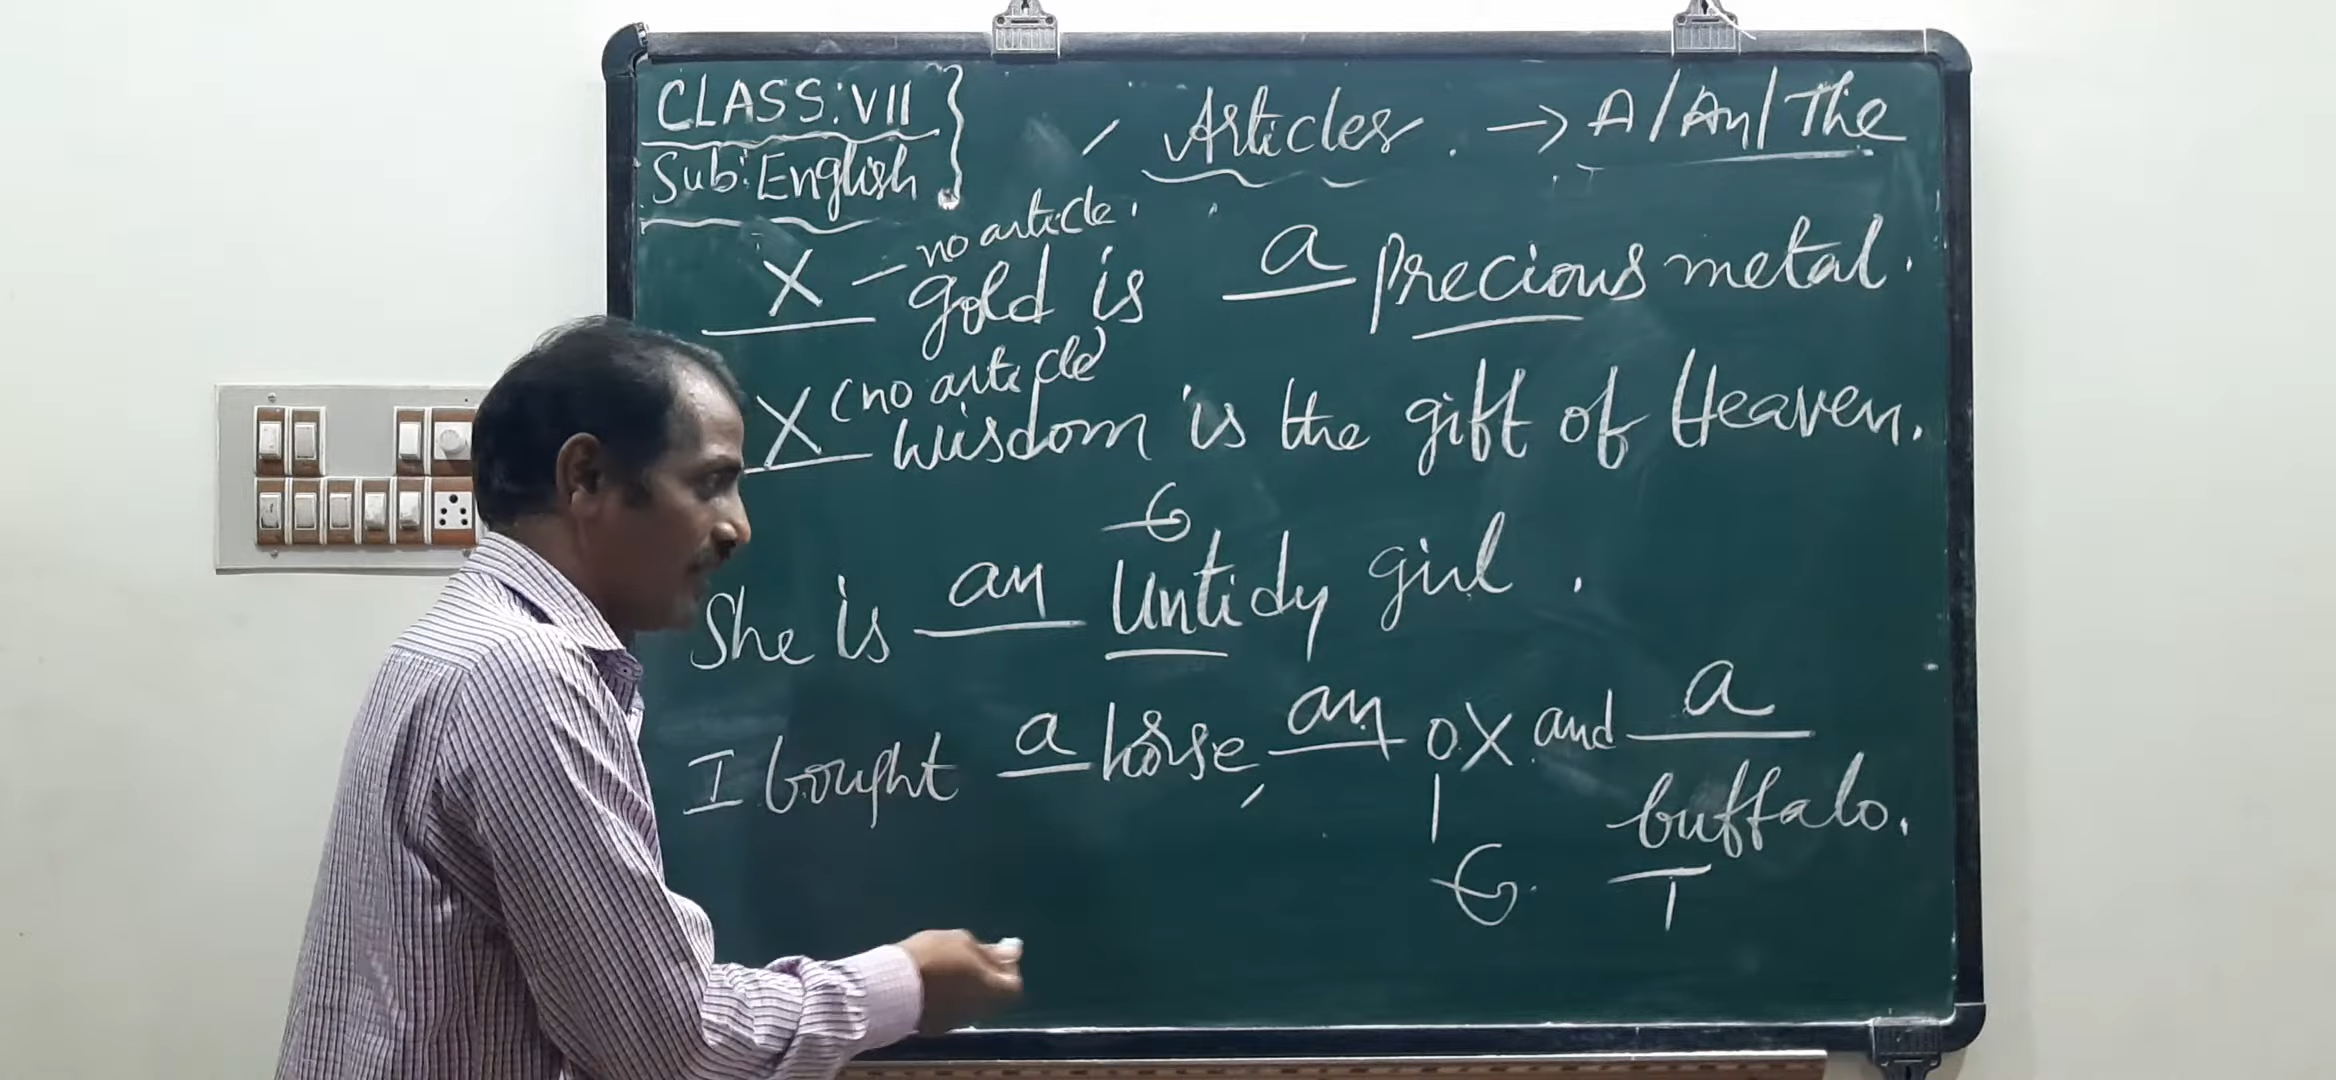 CLASS: VII
Sub: English
Articles. → A/An/The
X - no article.
gold is a precious metal.
X (no article)
Wisdom is the gift of Heaven.
She is an Untidy girl.
I bought a horse, an ox and a
buffalo.